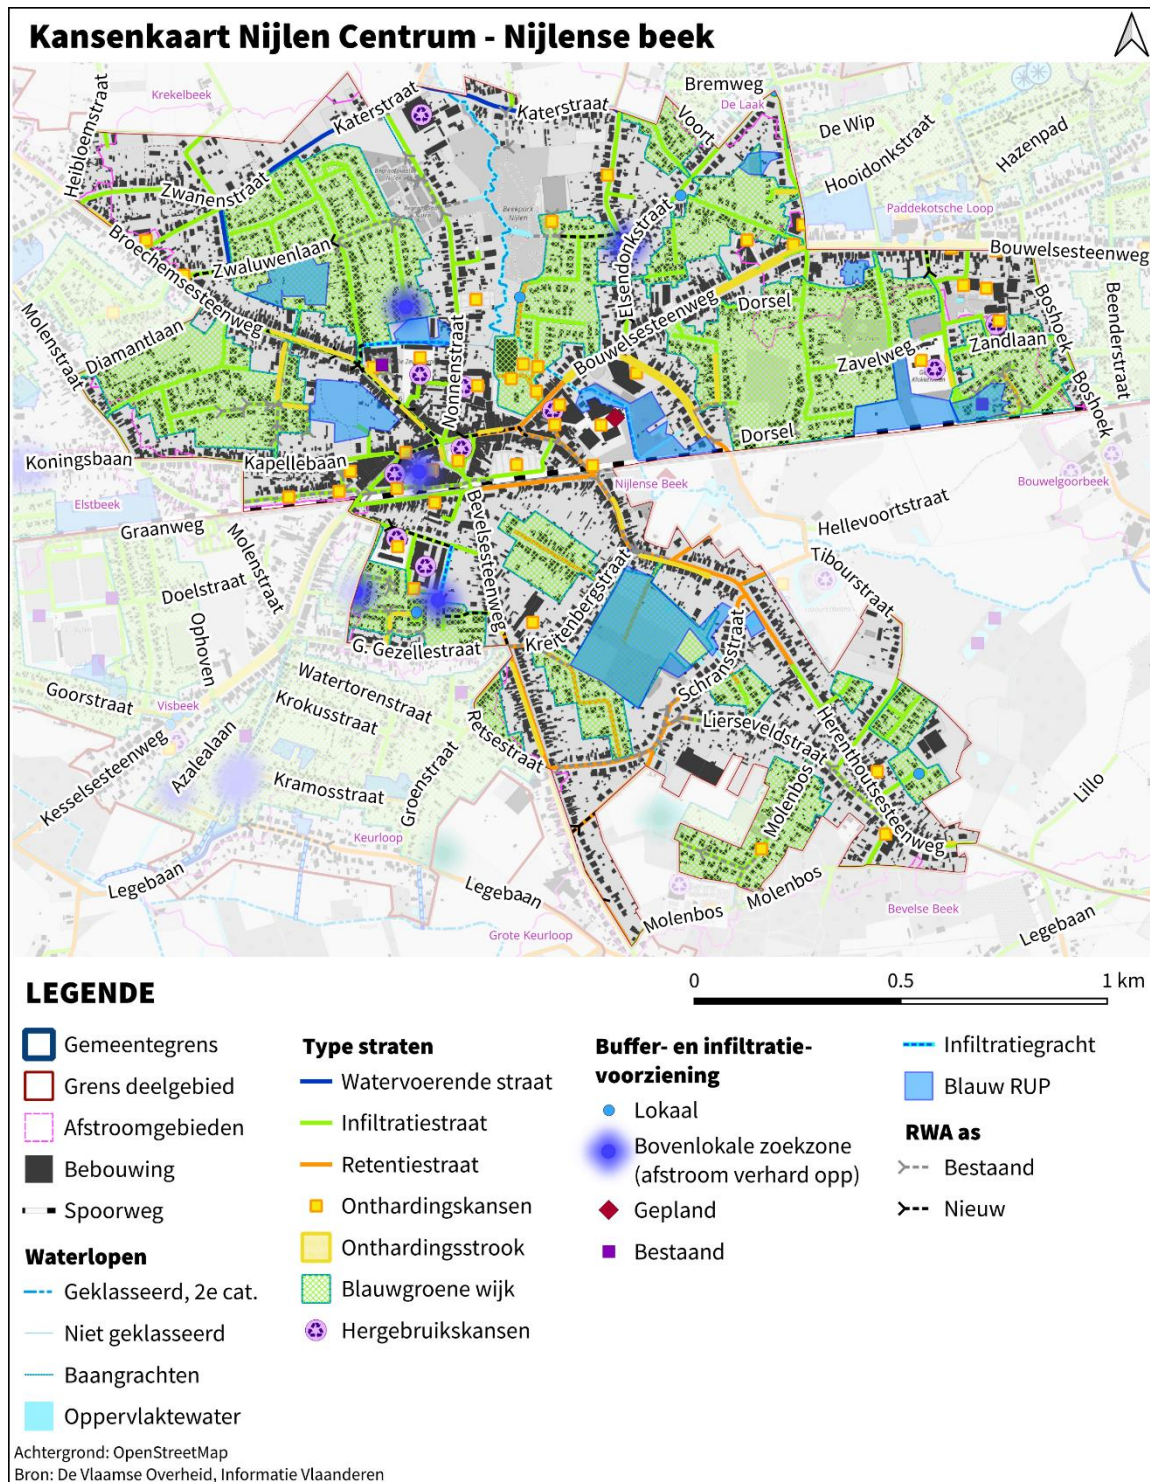 Kansenkaart Nijlen Centrum - Nijlense beek
Krekelbeek
Katerstraat
Katerstraat
Bremweg
De Laak
Voort
De Wip
Hooidonkstraat
Hazenpad
Heibloemstraat
Zwanenstraat
Beekpark
Nijlen
Paddekotsche Loop
Broechemsesteenweg
Zwaluwenlaan
Elsendonkstraat
Bouwelsesteenweg
Bouwelsesteenweg
Dorsel
Boshoek
Beenderstraat
Molenstraat
Diamantlaan
Nonnenstraat
Zavelweg
Zandlaan
Boshoek
Dorsel
Koningsbaan
Kapellebaan
Elstbeek
Nijlense Beek
Bouwelgoorbeek
Graanweg
Bevelsesteenweg
Hellevoortstraat
Molenstraat
Doelstraat
Tibourstraat
Ophoven
Kreitenbergstraat
G. Gezellestraat
Watertorenstraat
Schransstraat
Goorstraat
Visbeek
Krokusstraat
Retsestraat
Lierseveldstraat
Herenthoutsesteenweg
Azalealaan
Kesselsesteenweg
Kramosstraat
Groenstraat
Molenbos
Lillo
Keurloop
Legebaan
Legebaan
Molenbos
Molenbos
Bevelse Beek
Grote Keurloop
Legebaan
LEGENDE
0 0.5 1 km
Gemeentegrens
Grens deelgebied
Afstroomgebieden
Bebouwing
Spoorweg
Waterlopen
Geklasseerd, 2e cat.
Niet geklasseerd
Baangrachten
Oppervlaktewater
Type straten
Watervoerende straat
Infiltratiestraat
Retentiestraat
Onthardingskansen
Onthardingsstrook
Blauwgroene wijk
Hergebruikskansen
Buffer- en infiltratie-
voorziening
Lokaal
Bovenlokale zoekzone
(afstroom verhard opp)
Gepland
Bestaand
Infiltratiegracht
Blauw RUP
RWA as
Bestaand
Nieuw
Achtergrond: OpenStreetMap
Bron: De Vlaamse Overheid, Informatie Vlaanderen